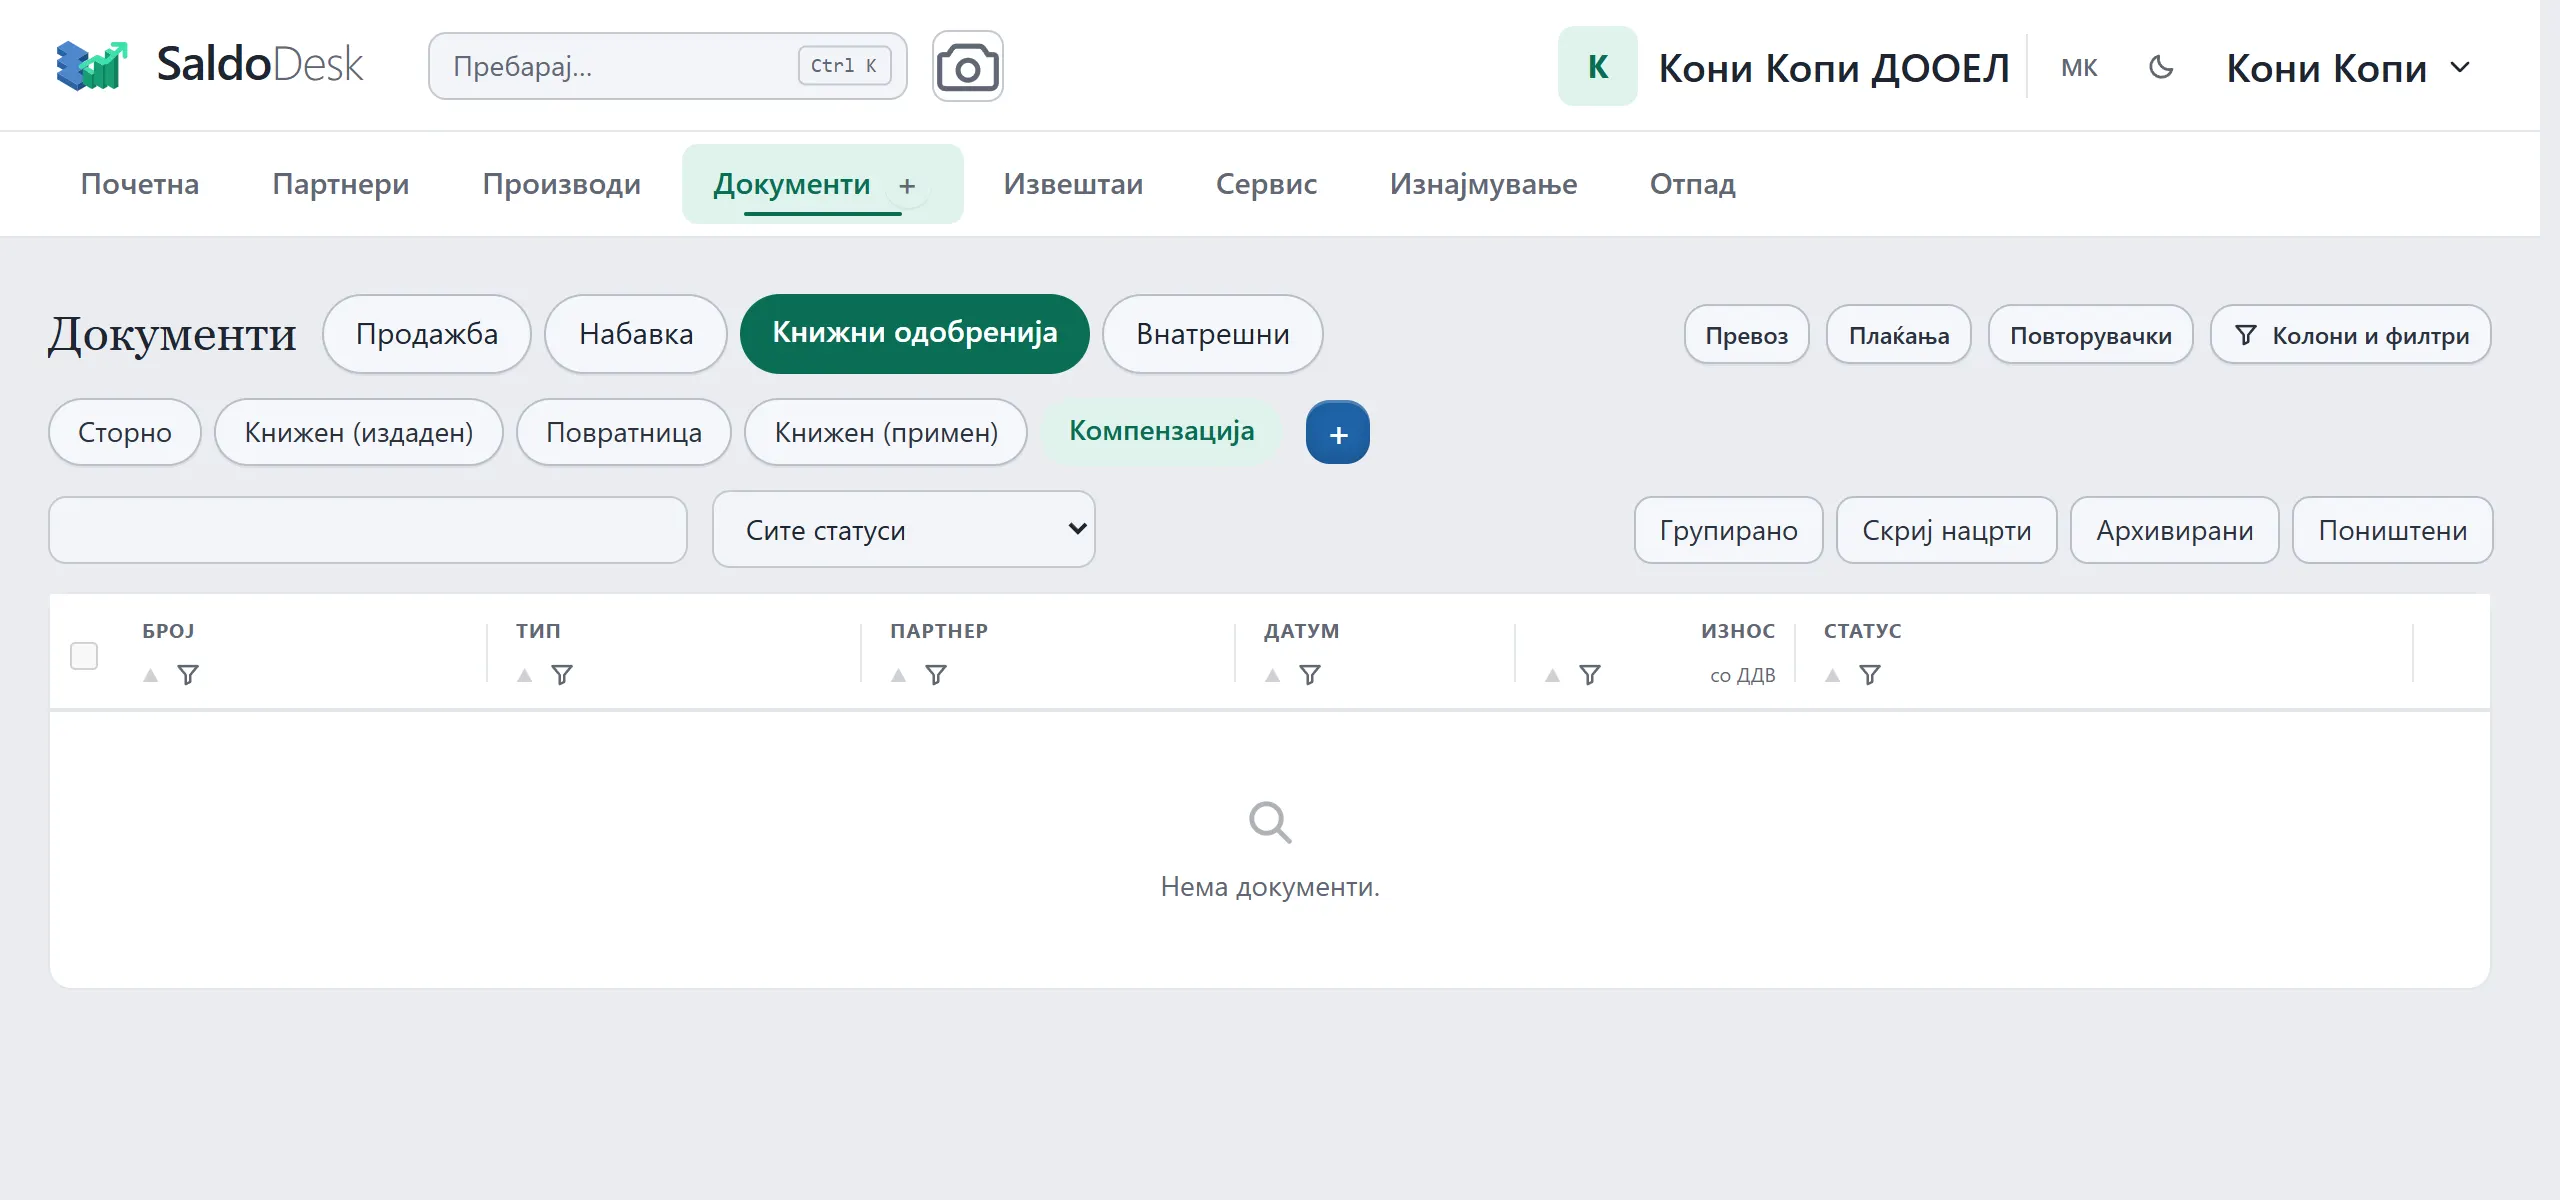 SaldoDesk
Пребарај... Ctrl K
К Кони Копи ДООЕЛ МК Кони Копи
Почетна Партнери Производи Документи + Извештаи Сервис Изнајмување Отпад
Документи Продажба Набавка Книжни одобренија Внатрешни Превоз Плаќања Повторувачки Колони и филтри
Сторно Книжен (издаден) Повратница Книжен (примен) Компензација +
Сите статуси Групирано Скриј нацрти Архивирани Поништени
БРОЈ ТИП ПАРТНЕР ДАТУМ ИЗНОС СТАТУС
со ДДВ
Нема документи.